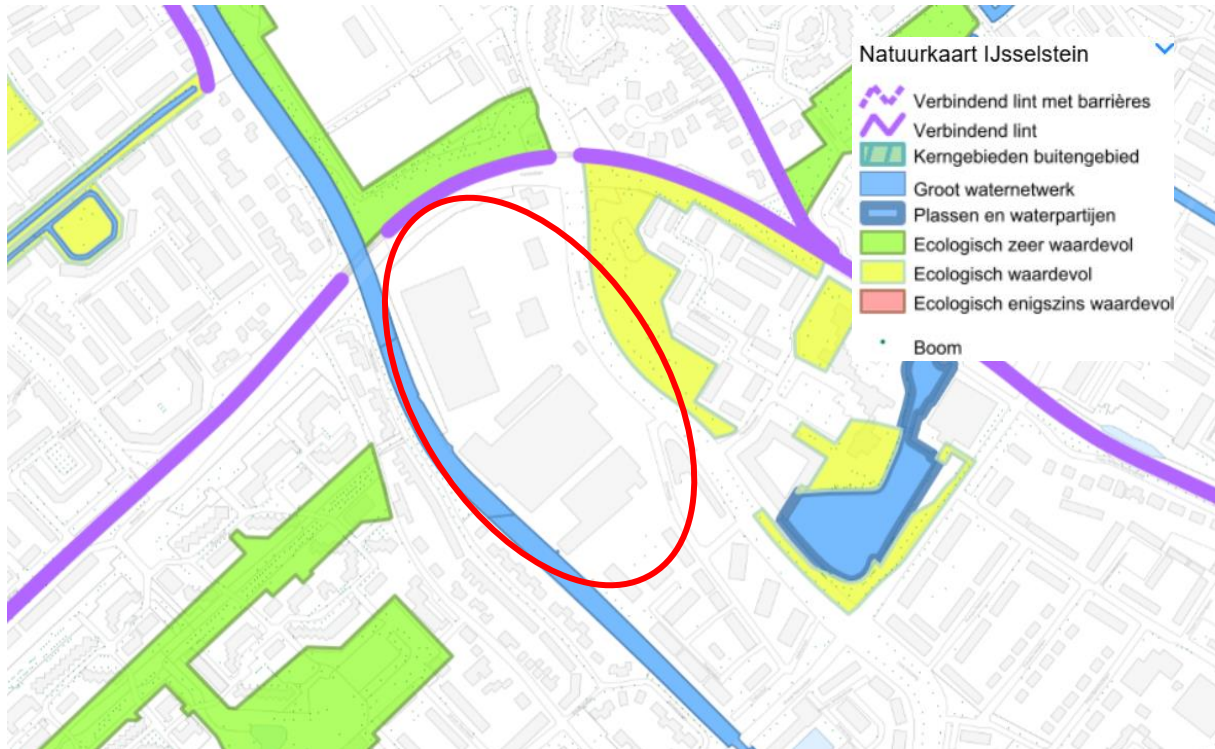 Natuurkaart IJsselstein
Verbindend lint met barrières
Verbindend lint
Kerngebieden buitengebied
Groot waternetwerk
Plassen en waterpartijen
Ecologisch zeer waardevol
Ecologisch waardevol
Ecologisch enigszins waardevol
Boom